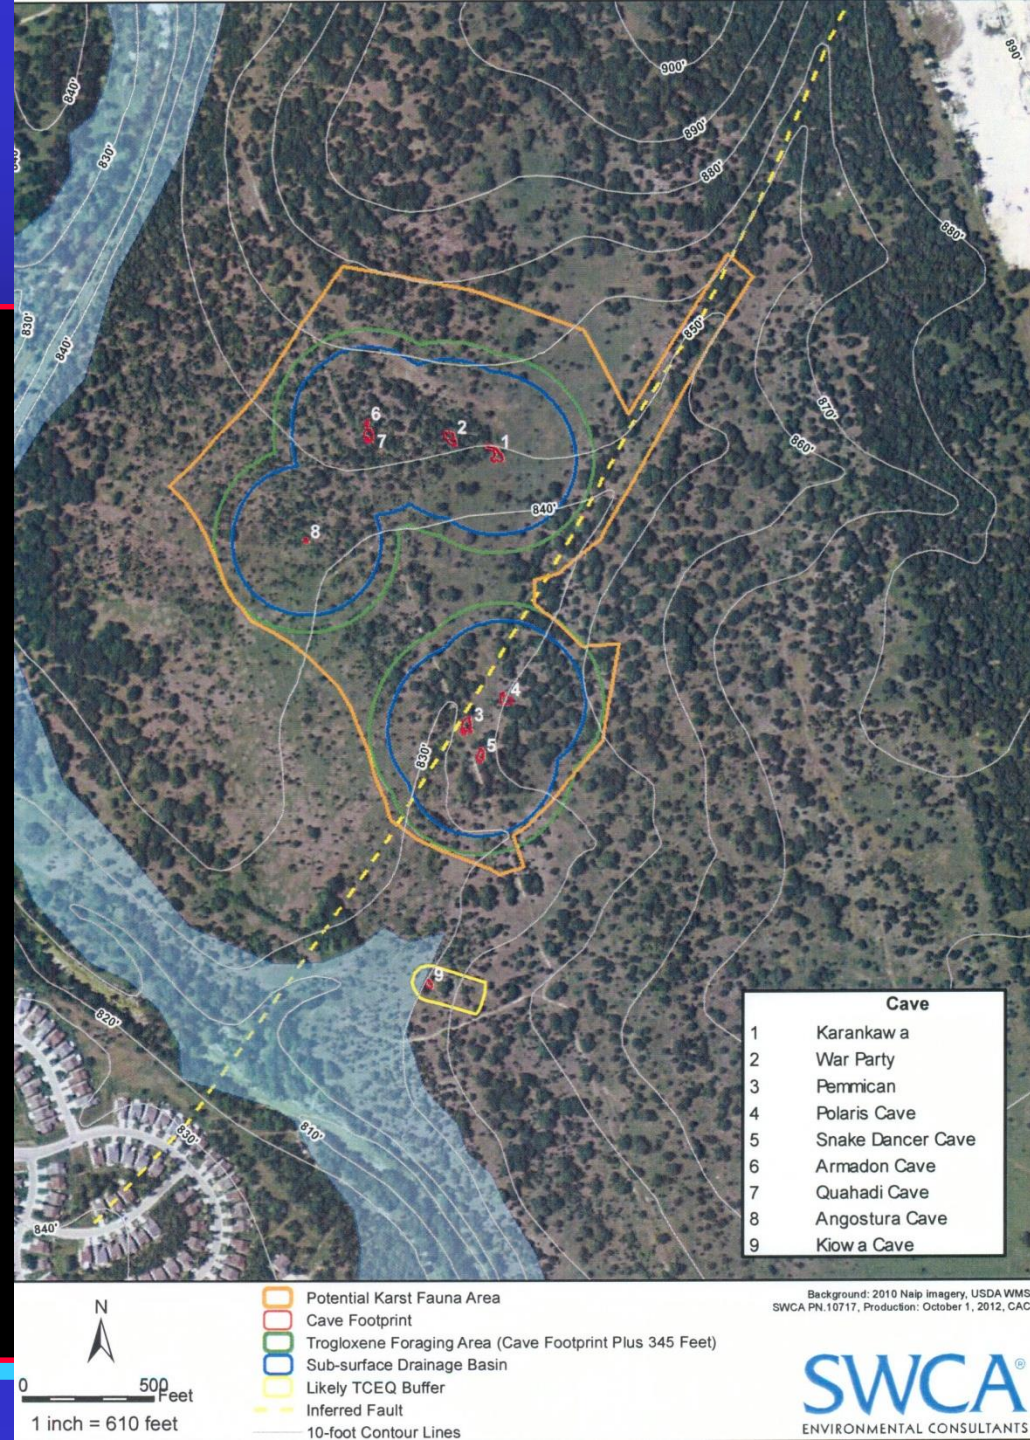 840'
830'
840'
830'
840'
900'
890'
880'
890'
880'
850'
870'
860'
6
7
2
1
840'
8
4
3
5
830'
9
820'
830'
810'
840'
Cave
1 Karankawa
2 War Party
3 Pemmican
4 Polaris Cave
5 Snake Dancer Cave
6 Armadon Cave
7 Quahadi Cave
8 Angostura Cave
9 Kiowa Cave
N
0 500 Feet
1 inch = 610 feet
Potential Karst Fauna Area
Cave Footprint
Trogloxene Foraging Area (Cave Footprint Plus 345 Feet)
Sub-surface Drainage Basin
Likely TCEQ Buffer
Inferred Fault
10-foot Contour Lines
Background: 2010 Naip imagery, USDA WMS
SWCA PN.10717, Production: October 1, 2012, CAC
SWCA®
ENVIRONMENTAL CONSULTANTS